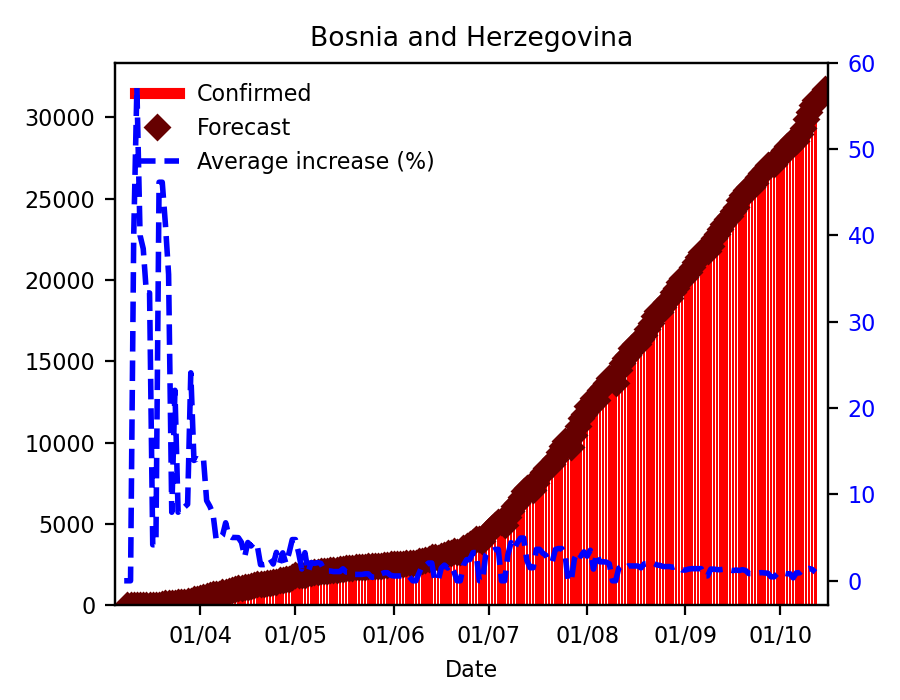 Bosnia and Herzegovina
Confirmed
Forecast
Average increase (%)
30000
25000
20000
15000
10000
5000
0
60
50
40
30
20
10
0
01/04 01/05 01/06 01/07 01/08 01/09 01/10
Date